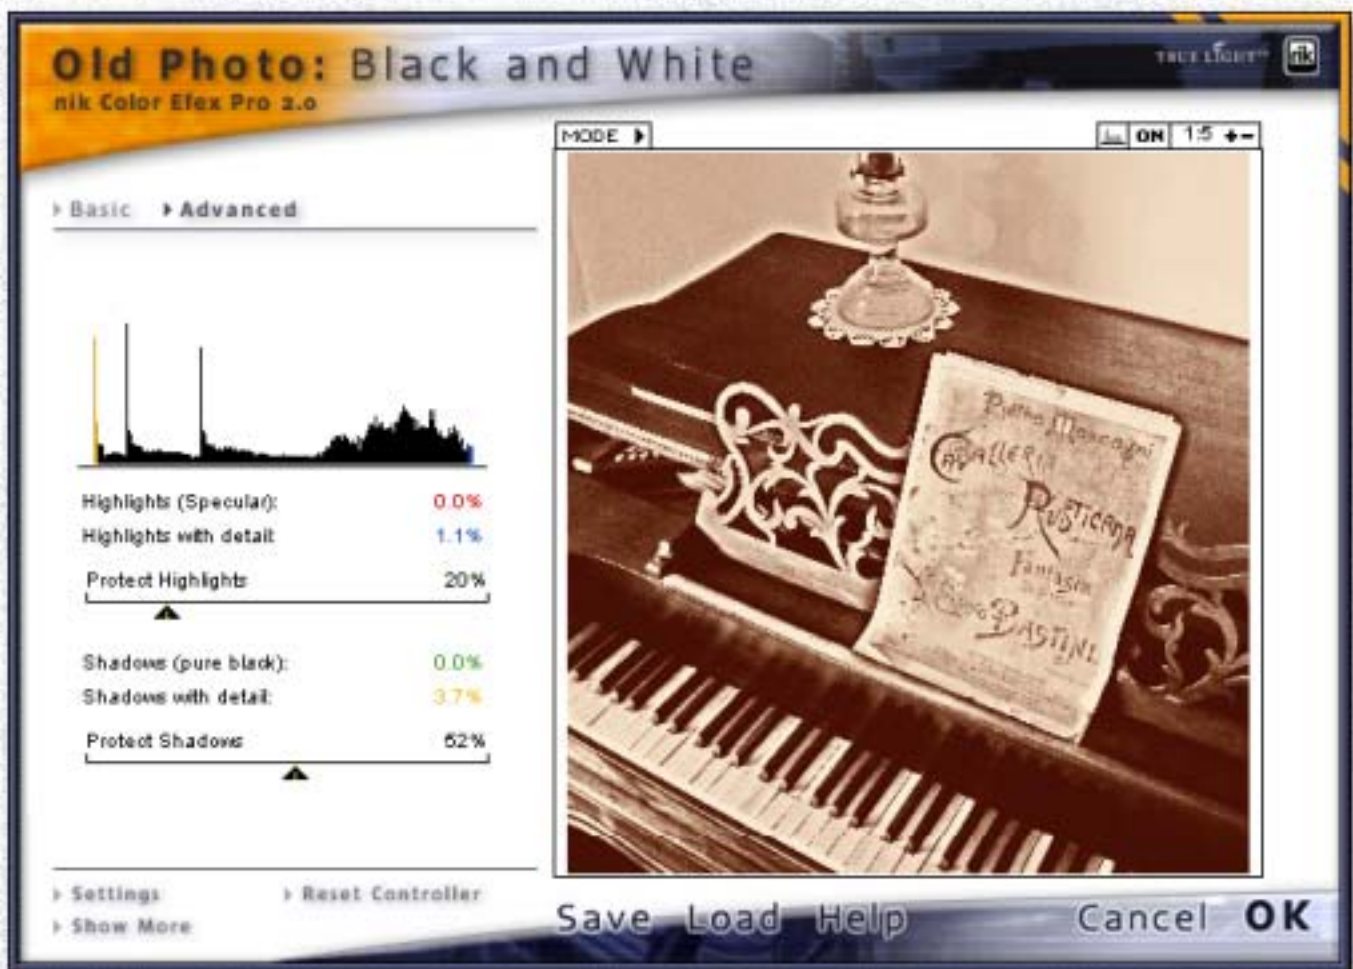 Old Photo: Black and White
nik Color Efex Pro 2.0
TRUE LIGHT™ nik
MODE
ON 1:5 + -
Basic Advanced
Highlights (Specular): 0.0%
Highlights with detail: 1.1%
Protect Highlights 20%
Shadows (pure black): 0.0%
Shadows with detail: 3.7%
Protect Shadows 52%
Settings Reset Controller
Show More
Pietro Mascagni
CAVALLERIA
RUSTICANA
Fantasia
BASTINI
Save Load Help Cancel OK